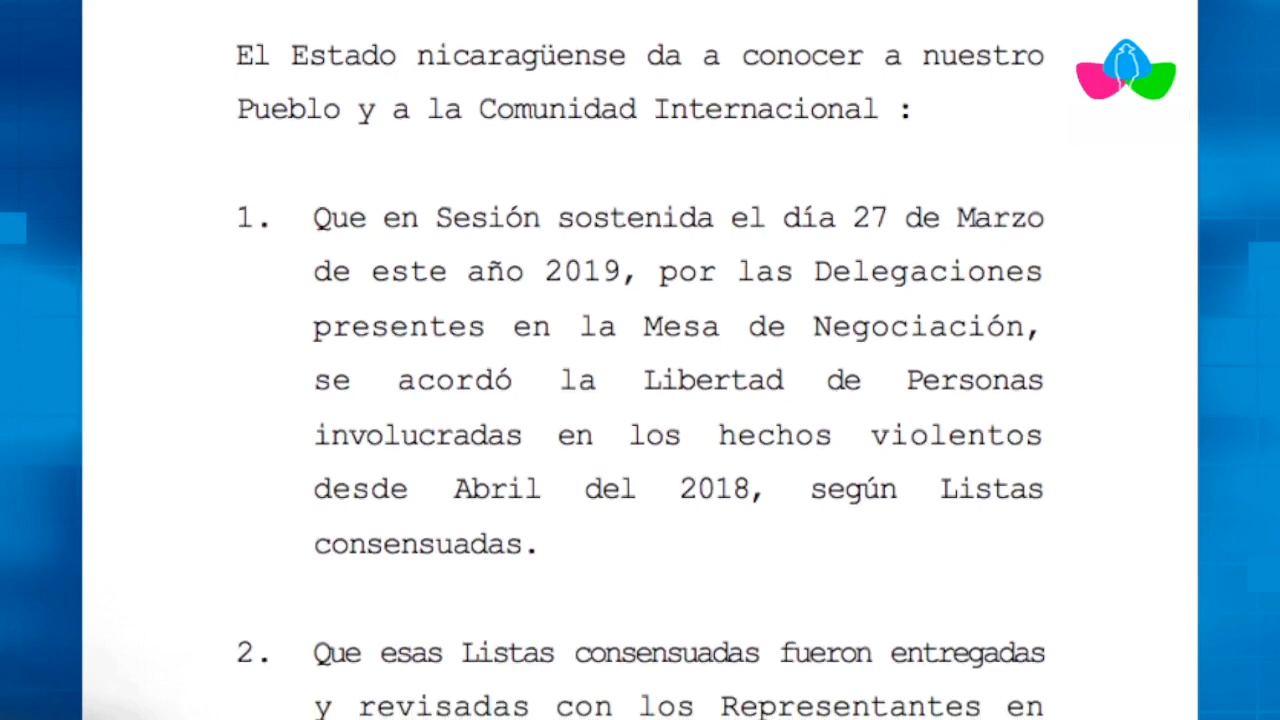 El Estado nicaragüense da a conocer a nuestro
Pueblo y a la Comunidad Internacional :
1. Que en Sesión sostenida el día 27 de Marzo
de este año 2019, por las Delegaciones
presentes en la Mesa de Negociación,
se acordó la Libertad de Personas
involucradas en los hechos violentos
desde Abril del 2018, según Listas
consensuadas.
2. Que esas Listas consensuadas fueron entregadas
y revisadas con los Representantes en